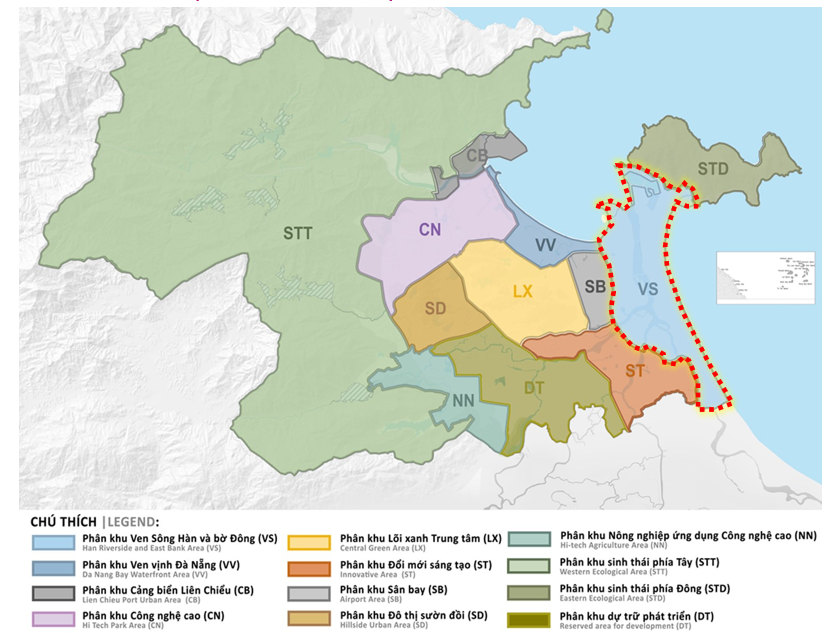 STT
CB
STD
CN
VV
SB
VS
LX
SD
ST
DT
NN
CHÚ THÍCH |LEGEND:
Phân khu Ven Sông Hàn và bờ Đông (VS)
Han Riverside and East Bank Area (VS)
Phân khu Ven vịnh Đà Nẵng (VV)
Da Nang Bay Waterfront Area (VV)
Phân khu Cảng biển Liên Chiểu (CB)
Lien Chieu Port Urban Area (CB)
Phân khu Công nghệ cao (CN)
Hi Tech Park Area (CN)
Phân khu Lõi xanh Trung tâm (LX)
Central Green Area (LX)
Phân khu Đổi mới sáng tạo (ST)
Innovative Area (ST)
Phân khu Sân bay (SB)
Airport Area (SB)
Phân khu Đô thị sườn đồi (SD)
Hillside Urban Area (SD)
Phân khu Nông nghiệp ứng dụng Công nghệ cao (NN)
Hi-tech Agriculture Area (NN)
Phân khu sinh thái phía Tây (STT)
Western Ecological Area (STT)
Phân khu sinh thái phía Đông (STD)
Eastern Ecological Area (STD)
Phân khu dự trữ phát triển (DT)
Reserved area for development (DT)